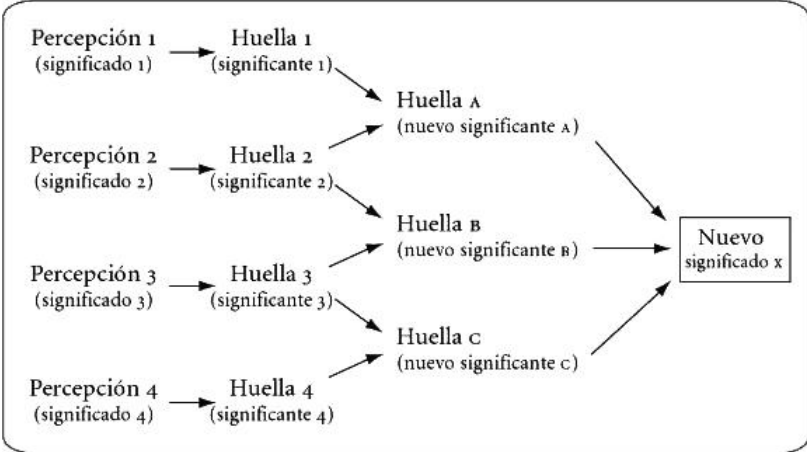 Percepción 1
(significado 1)
Huella 1
(significante 1)
Huella A
(nuevo significante A)
Percepción 2
(significado 2)
Huella 2
(significante 2)
Huella B
(nuevo significante B)
Nuevo
significado x
Percepción 3
(significado 3)
Huella 3
(significante 3)
Huella C
(nuevo significante C)
Percepción 4
(significado 4)
Huella 4
(significante 4)